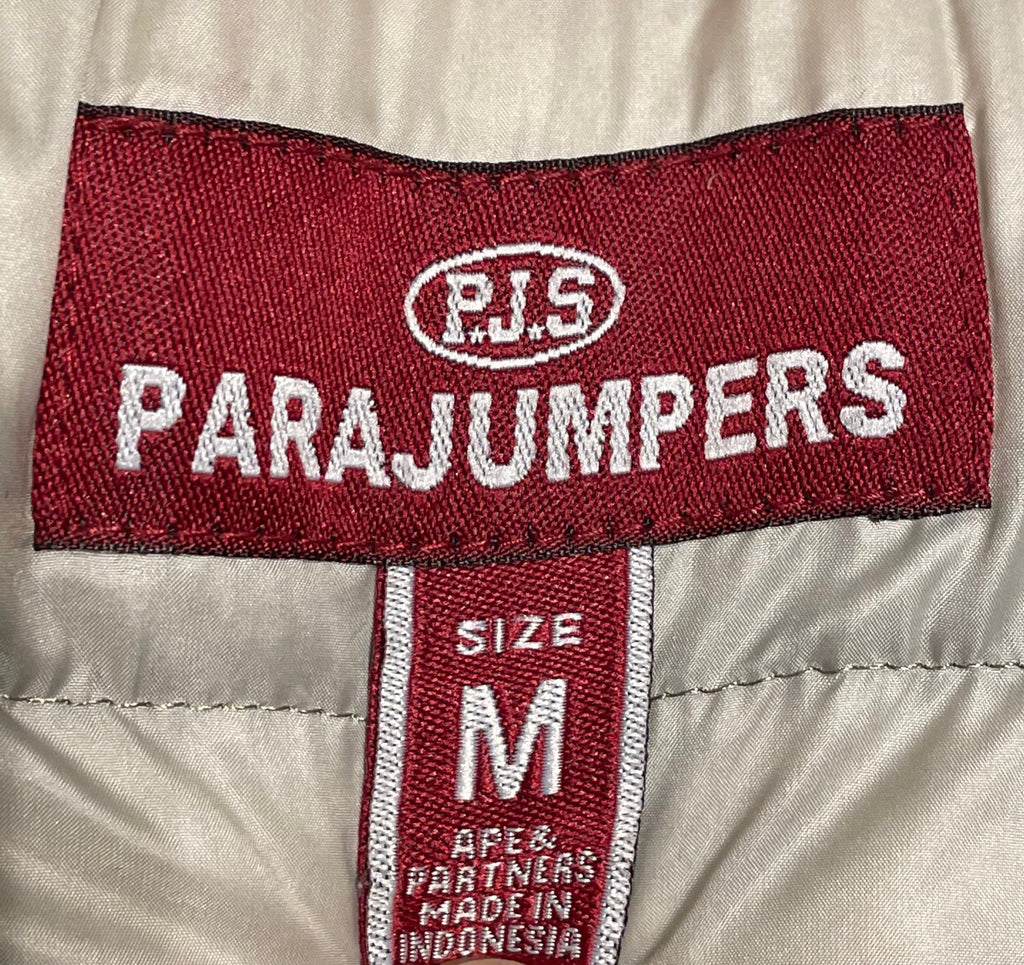 P.J.S
PARAJUMPERS
SIZE
M
APE &
PARTNERS
MADE IN
INDONESIA